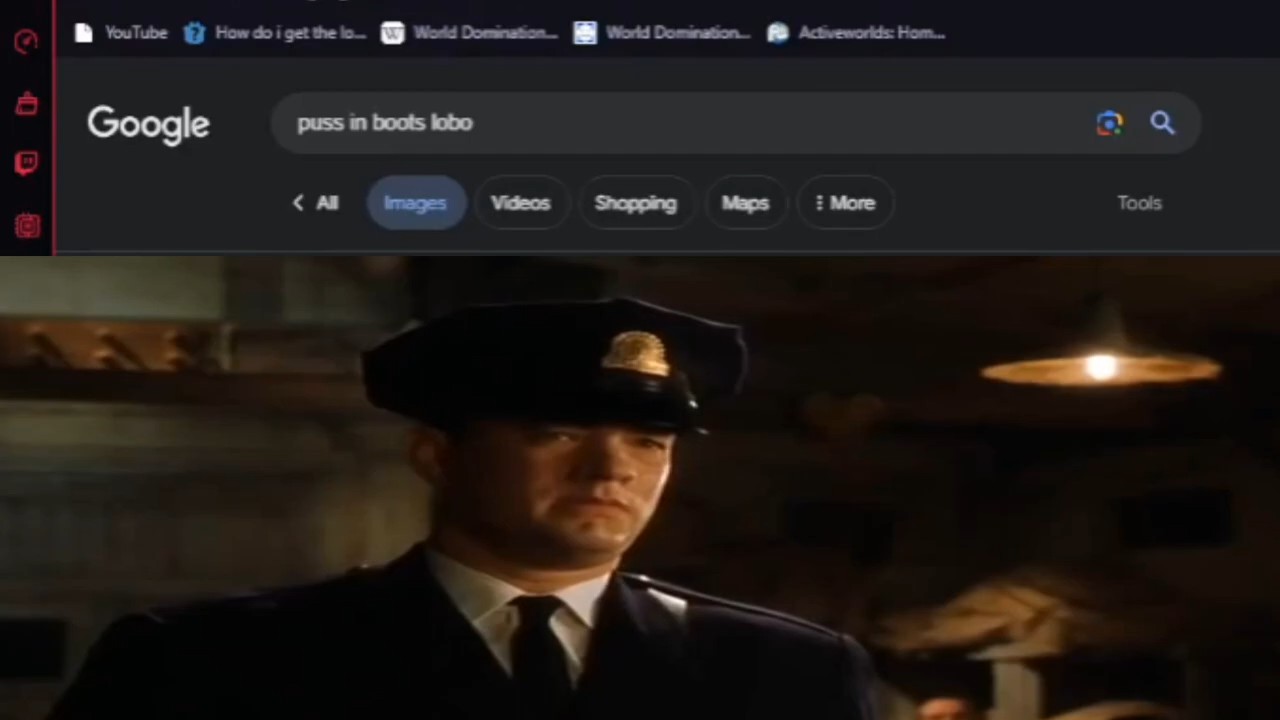 YouTube How do i get the lo... World Domination... World Domination... Activeworlds: Hom...
Google puss in boots lobo
All Images Videos Shopping Maps More Tools